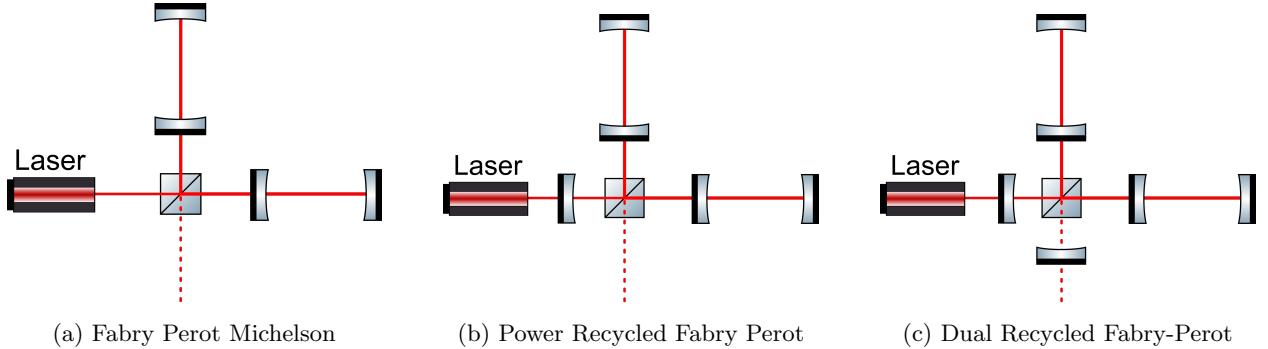 Laser
Laser
Laser
(a) Fabry Perot Michelson
(b) Power Recycled Fabry Perot
(c) Dual Recycled Fabry-Perot